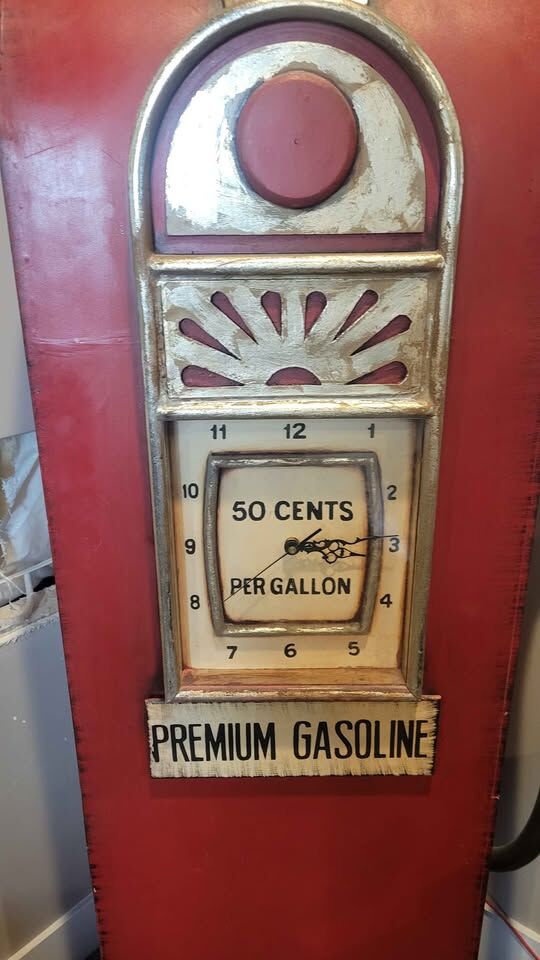 11 12 1
10 2
50 CENTS
9 3
PER GALLON
8 4
7 6 5
PREMIUM GASOLINE